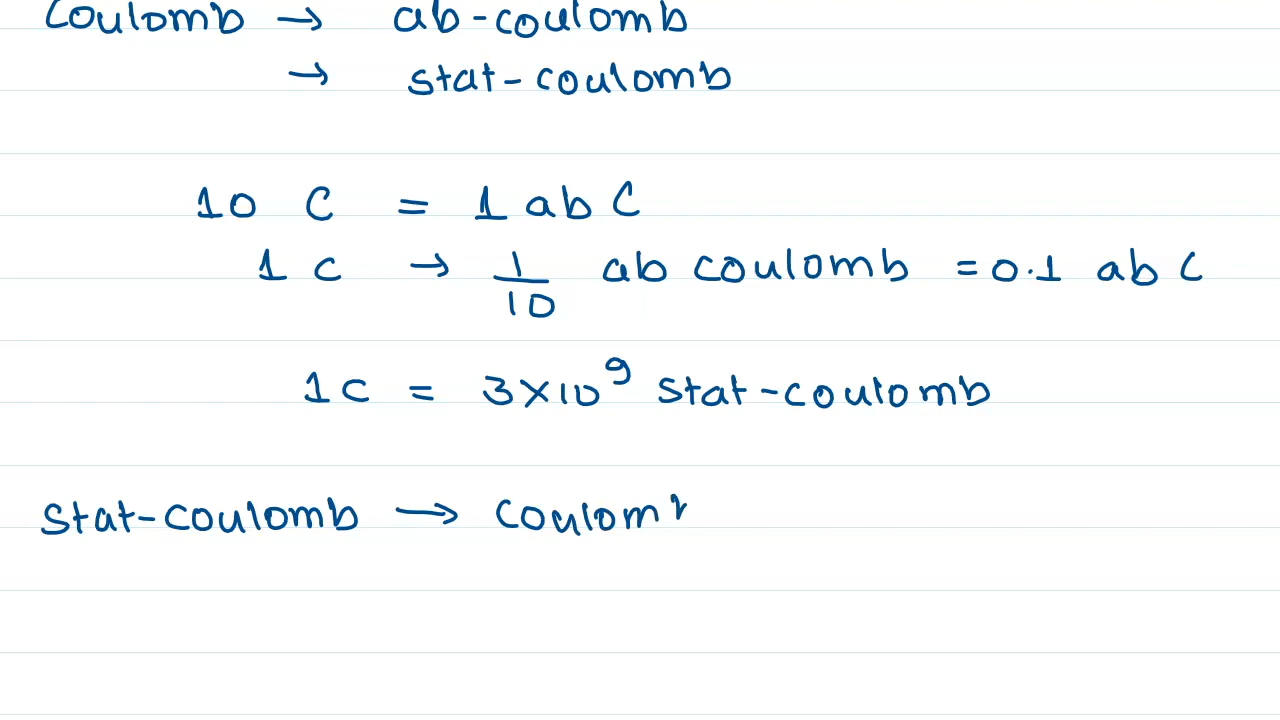 Coulomb → ab-coulomb
→ stat-coulomb
10 C = 1 ab C
1 C → 1/10 ab coulomb = 0.1 ab C
1C = 3×10⁹ stat-coulomb
stat-coulomb →